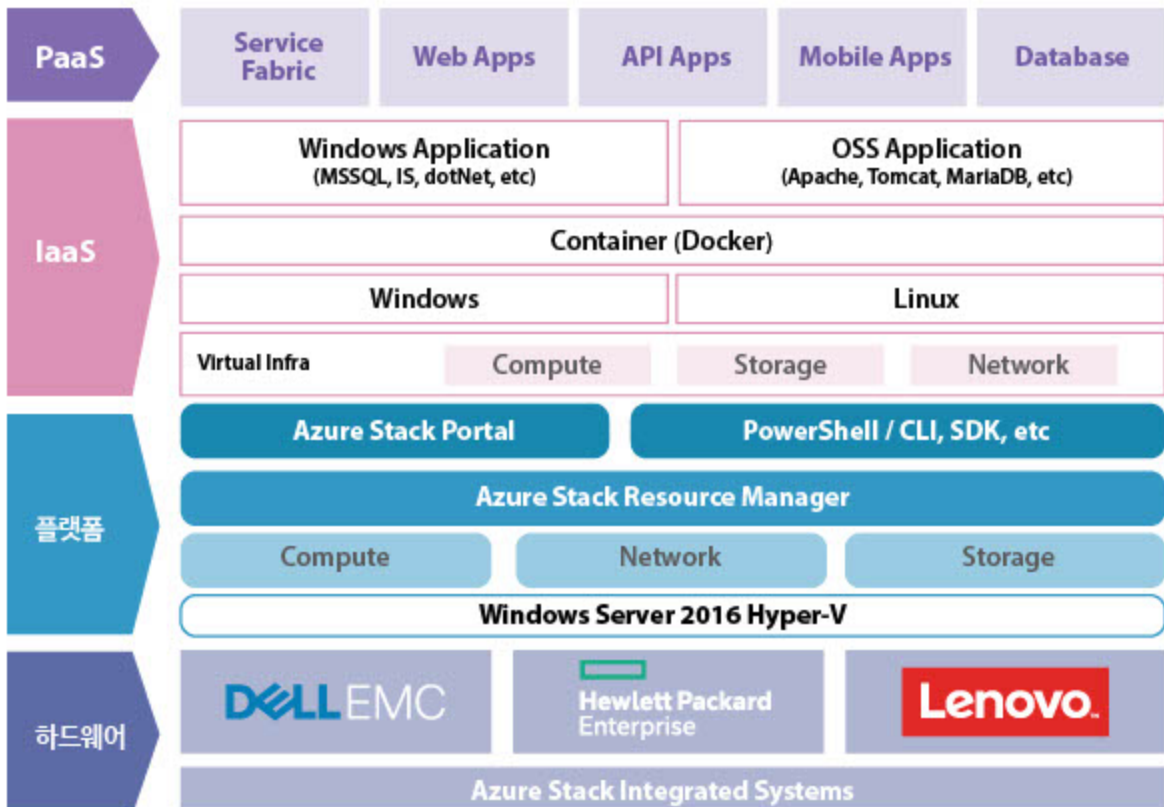 PaaS
Service
Fabric
Web Apps
API Apps
Mobile Apps
Database
IaaS
Windows Application
(MSSQL, IS, dotNet, etc)
OSS Application
(Apache, Tomcat, MariaDB, etc)
Container (Docker)
Windows
Linux
Virtual Infra
Compute
Storage
Network
플랫폼
Azure Stack Portal
PowerShell / CLI, SDK, etc
Azure Stack Resource Manager
Compute
Network
Storage
Windows Server 2016 Hyper-V
하드웨어
DELL EMC
Hewlett Packard
Enterprise
Lenovo™
Azure Stack Integrated Systems